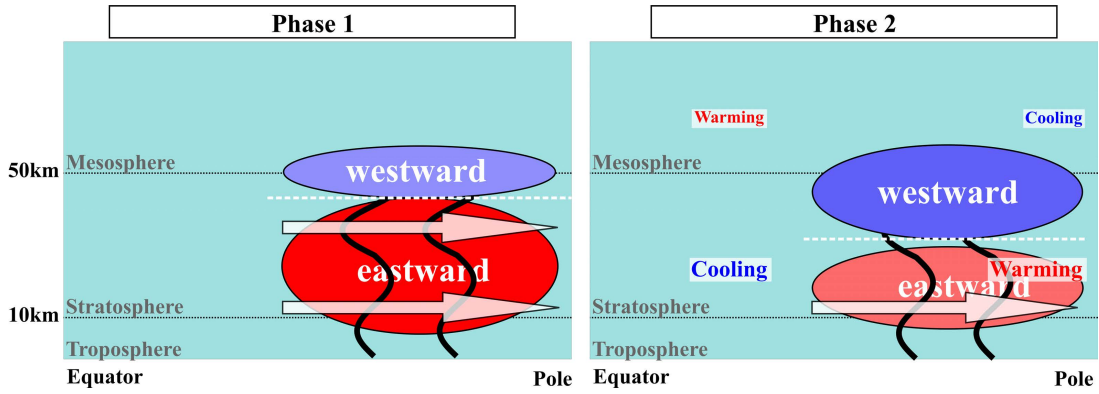 Phase 1
Phase 2
Warming
Cooling
Mesosphere
50km
westward
Mesosphere
westward
eastward
Cooling
Warming
eastward
Stratosphere
10km
Stratosphere
Troposphere
Troposphere
Equator
Pole
Equator
Pole